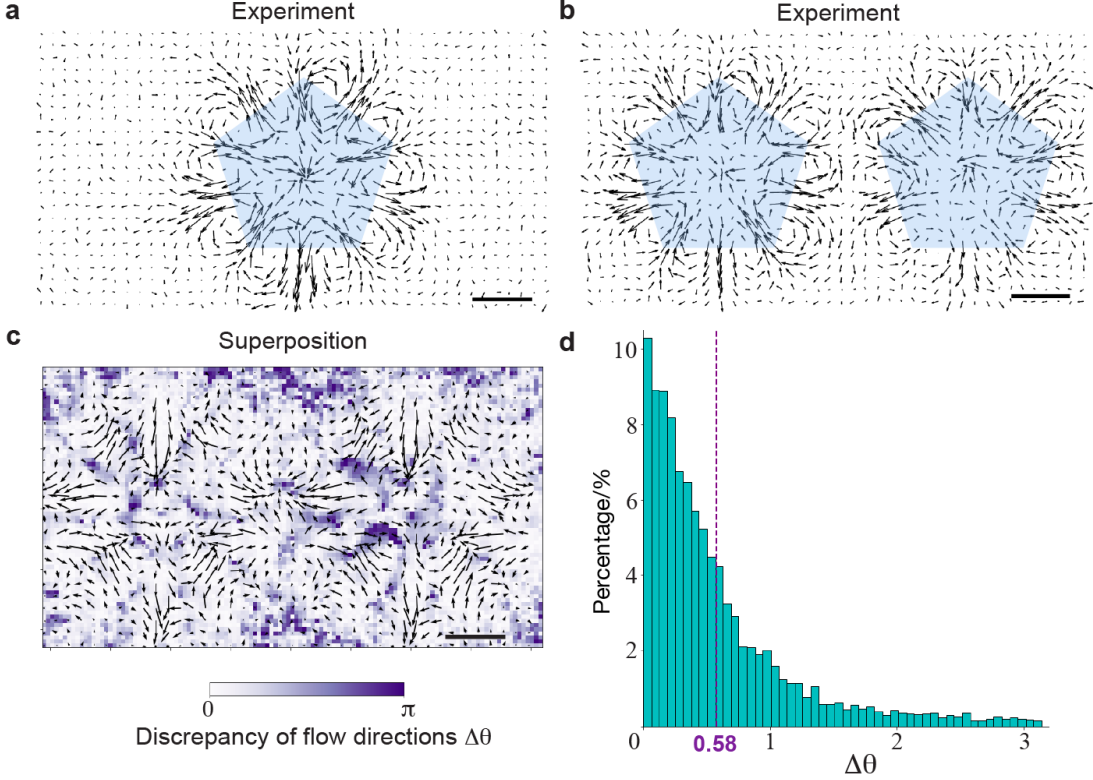 a
Experiment
b
Experiment
c
Superposition
0
π
Discrepancy of flow directions Δθ
d
10
8
6
4
2
Percentage/%
0
0.58
1
2
3
Δθ